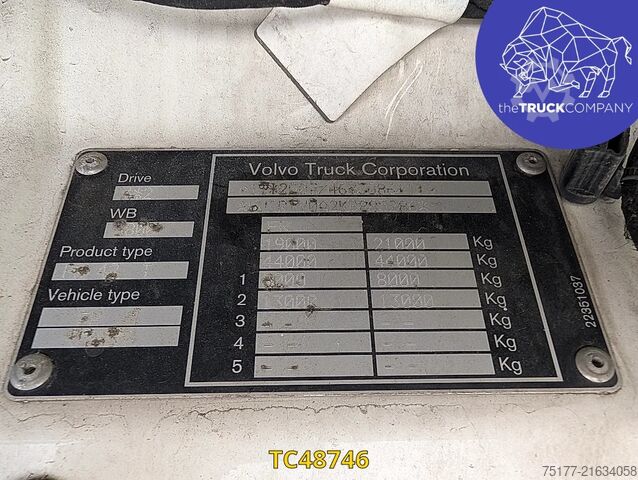 theTRUCKCOMPANY
Volvo Truck Corporation
Drive
WB
Product type
Vehicle type
19000 21000 Kg
44000 44000 Kg
1 8000 Kg
2 13000 13000 Kg
3 -- -- Kg
4 -- -- Kg
5 -- -- Kg
22351037
TC48746
75177-21634058